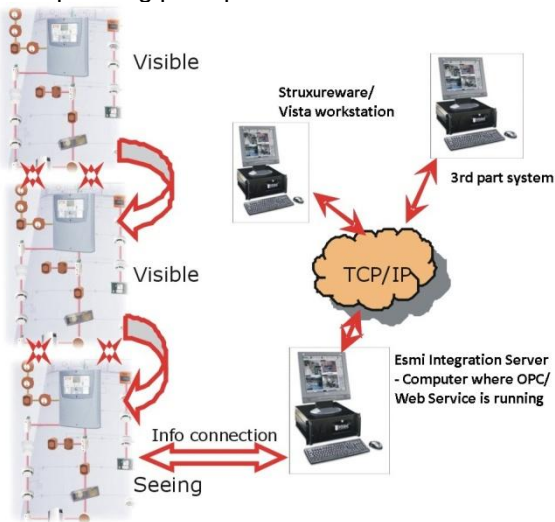 Visible
Struxureware/
Vista workstation
3rd part system
Visible
TCP/IP
Esmi Integration Server
- Computer where OPC/
Web Service is running
Info connection
Seeing